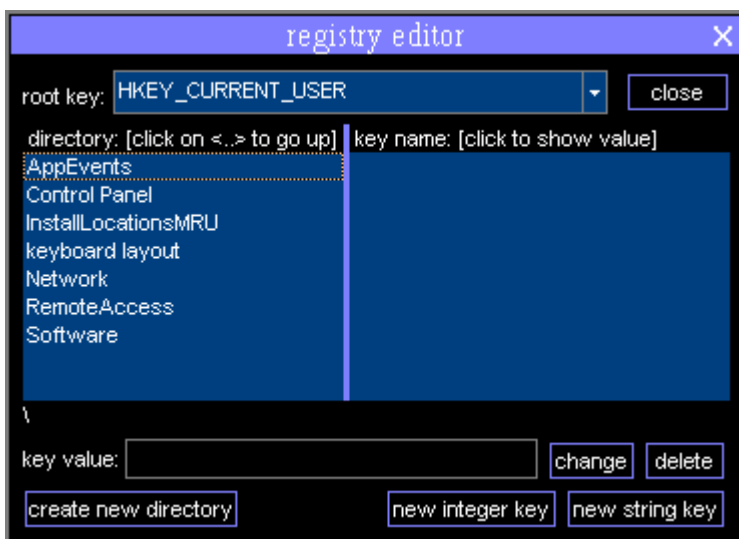 registry editor
root key: HKEY_CURRENT_USER close
directory: [click on <..> to go up] key name: [click to show value]
AppEvents
Control Panel
InstallLocationsMRU
keyboard layout
Network
RemoteAccess
Software
\
key value: change delete
create new directory new integer key new string key